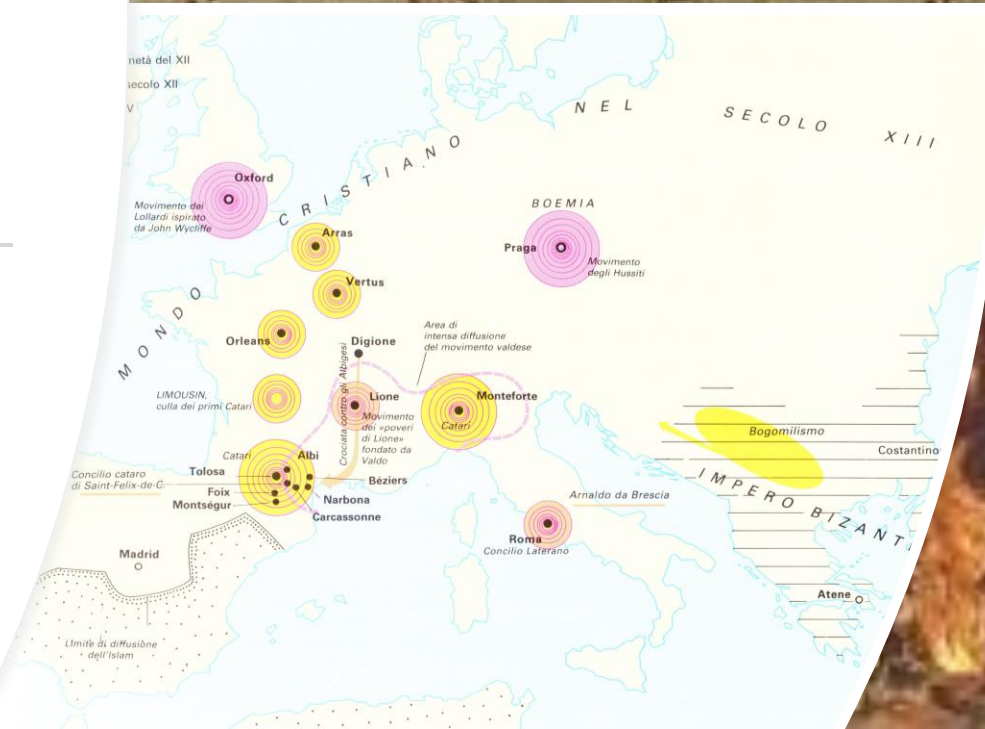 metà del XII
secolo XII
V
MONDO CRISTIANO NEL SECOLO XIII
Oxford
Movimento dei
Lollardi ispirato
da John Wycliffe
BOEMIA
Praga
Movimento
degli Hussiti
Arras
Vertus
Orleans
Digione
Area di
intensa diffusione
del movimento valdese
Crociata contro gli Albigesi
LIMOUSIN,
culla dei primi Catari
Lione
Movimento
dei «poveri
di Lione»
fondato da
Valdo
Monteforte
Catari
Bogomilismo
Costantino
IMPERO BIZANT
Catari
Albi
Tolosa
Concilio cataro
di Saint-Felix-de-C.
Foix
Montségur
Béziers
Narbona
Carcassonne
Arnaldo da Brescia
Roma
Concilio Laterano
Madrid
Atene
Limite di diffusione
dell'Islam